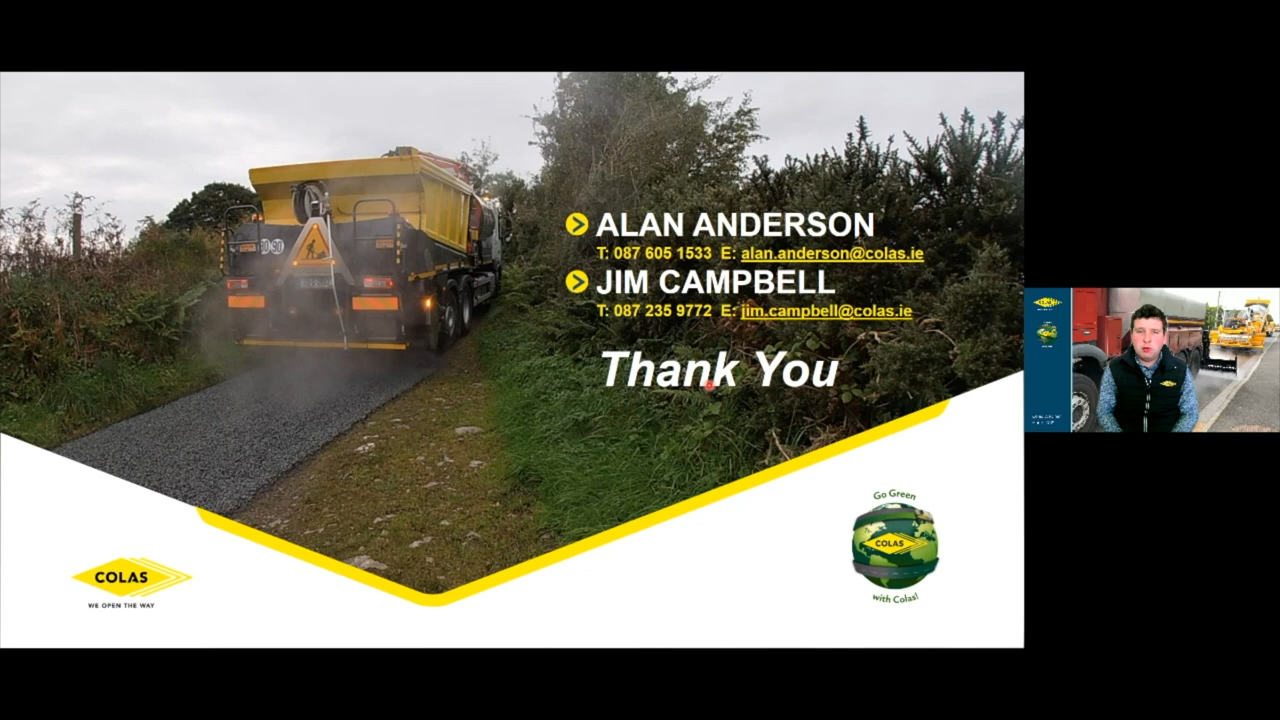 ALAN ANDERSON
T: 087 605 1533 E: alan.anderson@colas.ie
JIM CAMPBELL
T: 087 235 9772 E: jim.campbell@colas.ie
Thank You
Go Green
COLAS
with Colas!
COLAS
WE OPEN THE WAY